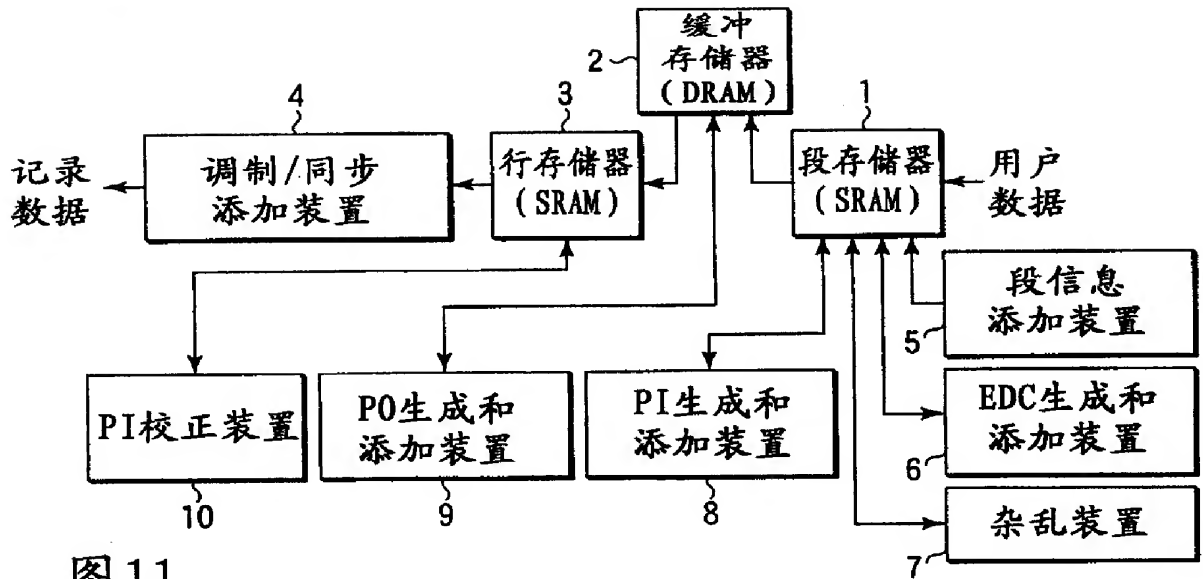 缓冲
存储器
(DRAM)
2
4
3
1
记录
数据
调制/同步
添加装置
行存储器
(SRAM)
段存储器
(SRAM)
用户
数据
段信息
添加装置
5
PI校正装置
10
PO生成和
添加装置
9
PI生成和
添加装置
8
EDC生成和
添加装置
6
杂乱装置
7
图 11